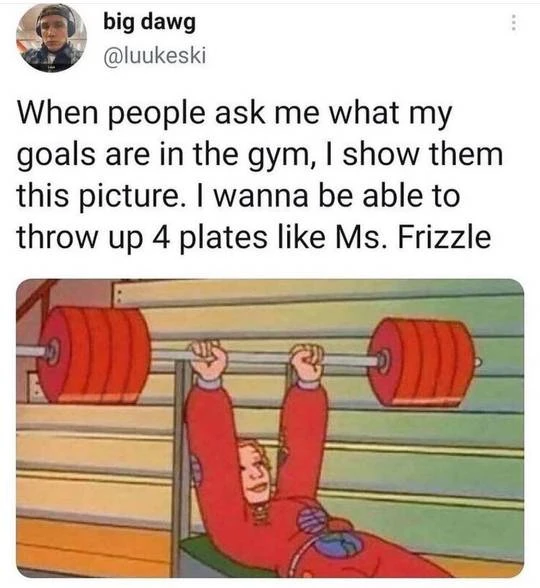 big dawg
@luukeski
When people ask me what my
goals are in the gym, I show them
this picture. I wanna be able to
throw up 4 plates like Ms. Frizzle